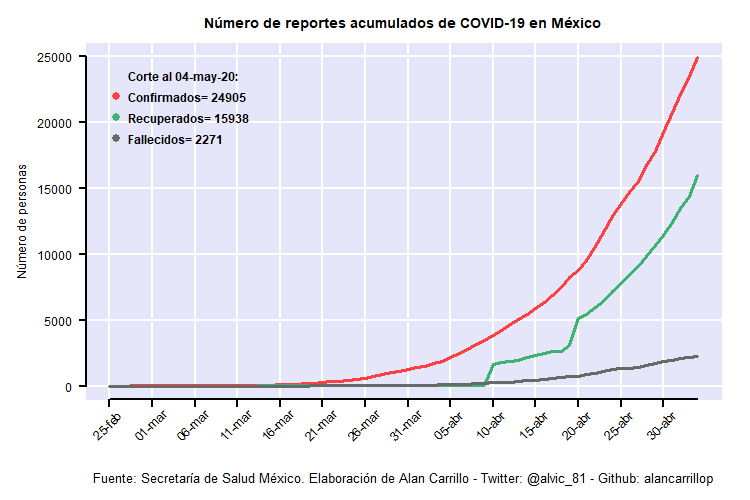 Número de reportes acumulados de COVID-19 en México
Número de personas
25000
20000
15000
10000
5000
0
Corte al 04-may-20:
Confirmados= 24905
Recuperados= 15938
Fallecidos= 2271
25-feb 01-mar 06-mar 11-mar 16-mar 21-mar 26-mar 31-mar 05-abr 10-abr 15-abr 20-abr 25-abr 30-abr
Fuente: Secretaría de Salud México. Elaboración de Alan Carrillo - Twitter: @alvic_81 - Github: alancarrillop